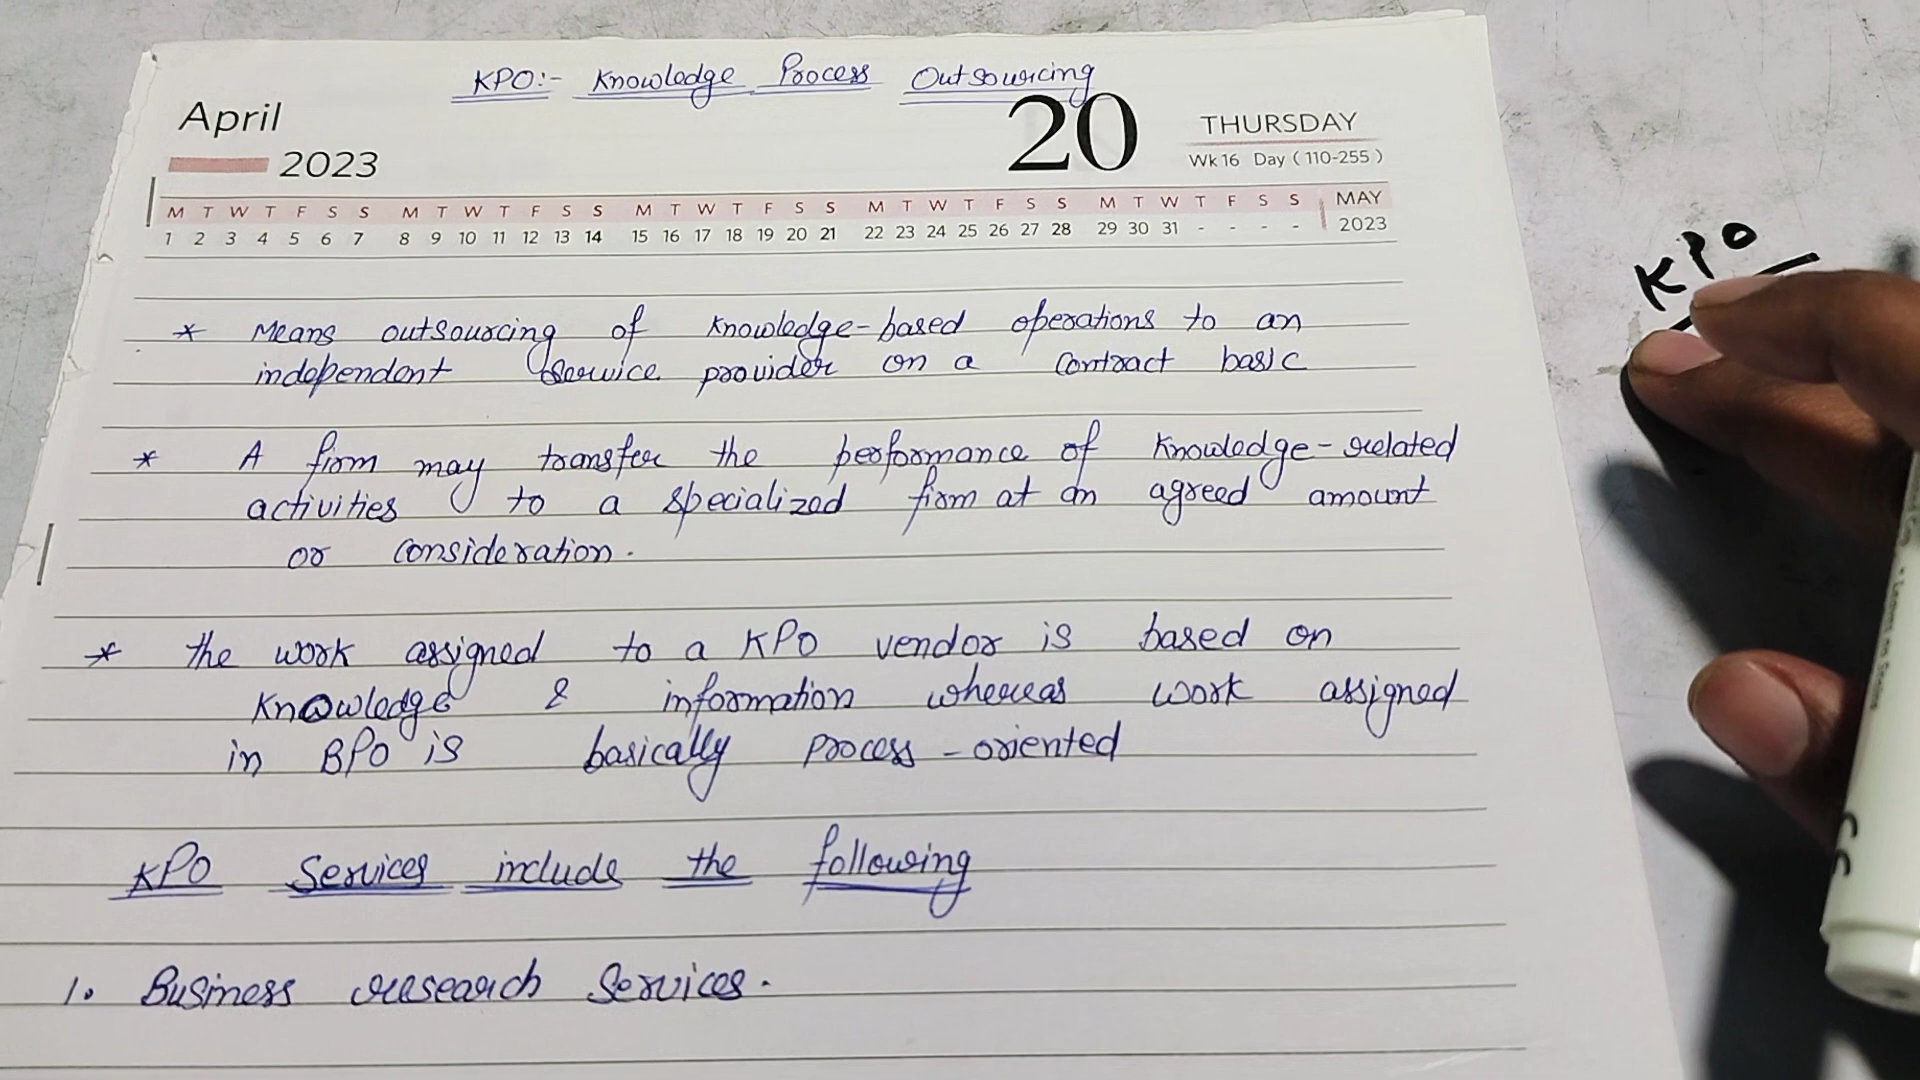 KPO:- Knowledge Process Outsourcing
April
2023
20
THURSDAY
Wk 16 Day (110-255)
M T W T F S S M T W T F S S M T W T F S S M T W T F S S M T W T F S S MAY
1 2 3 4 5 6 7 8 9 10 11 12 13 14 15 16 17 18 19 20 21 22 23 24 25 26 27 28 29 30 31 - - - - 2023
KPO
* Means outsourcing of knowledge-based operations to an
independent service provider on a contract basic
* A firm may transfer the performance of knowledge-related
activities to a specialized firm at an agreed amount
or consideration.
* the work assigned to a KPO vendor is based on
Knowledge & information whereas work assigned
in BPO is basically process-oriented
KPO Services include the following
1. Business research Services.